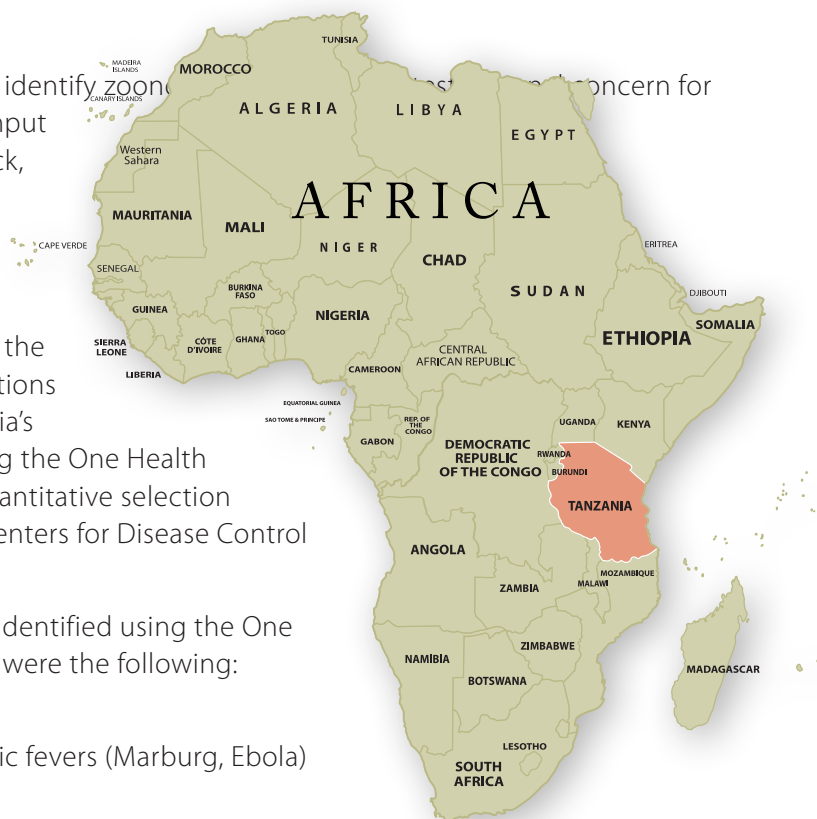 identify
concern for
nput
ck,
the
tions
ia's
g the One Health
antitative selection
enters for Disease Control
dentified using the One
were the following:
ic fevers (Marburg, Ebola)
AFRICA
MADEIRA
ISLANDS
CANARY ISLANDS
MOROCCO
TUNISIA
ALGERIA
LIBYA
EGYPT
Western
Sahara
MAURITANIA
MALI
NIGER
CHAD
SUDAN
ERITREA
CAPE VERDE
SENEGAL
BURKINA
FASO
DJIBOUTI
GUINEA
NIGERIA
SOMALIA
ETHIOPIA
SIERRA
LEONE
CÔTE
D'IVOIRE
GHANA
TOGO
LIBERIA
CENTRAL
AFRICAN REPUBLIC
CAMEROON
EQUATORIAL GUINEA
SAO TOME & PRINCIPE
REP. OF
THE
CONGO
GABON
UGANDA
KENYA
DEMOCRATIC
REPUBLIC
OF THE CONGO
RWANDA
BURUNDI
TANZANIA
ANGOLA
ZAMBIA
MALAWI
MOZAMBIQUE
ZIMBABWE
NAMIBIA
BOTSWANA
MADAGASCAR
LESOTHO
SOUTH
AFRICA